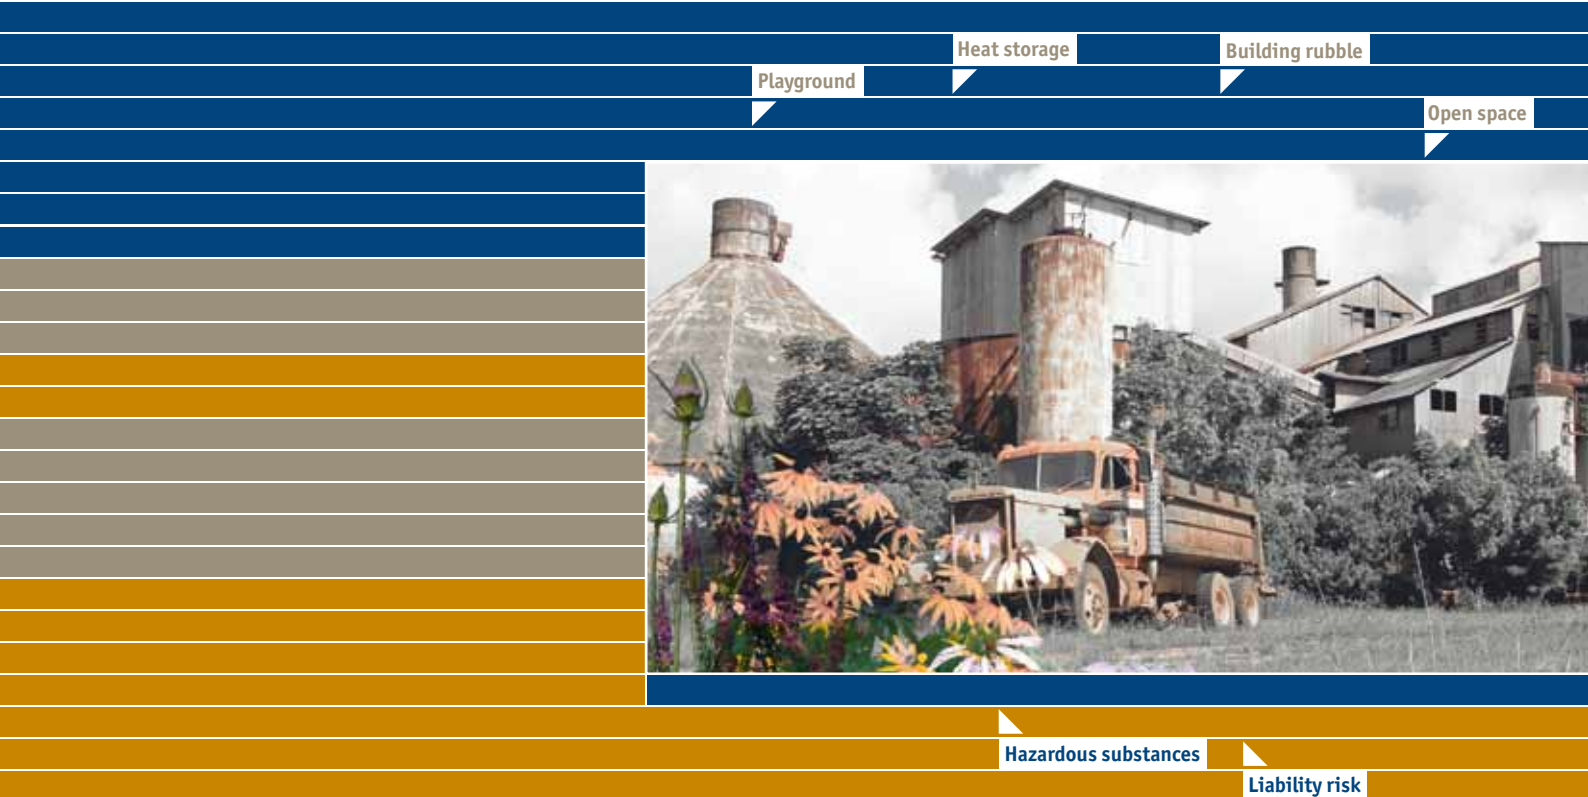 Heat storage
Building rubble
Playground
Open space
Hazardous substances
Liability risk